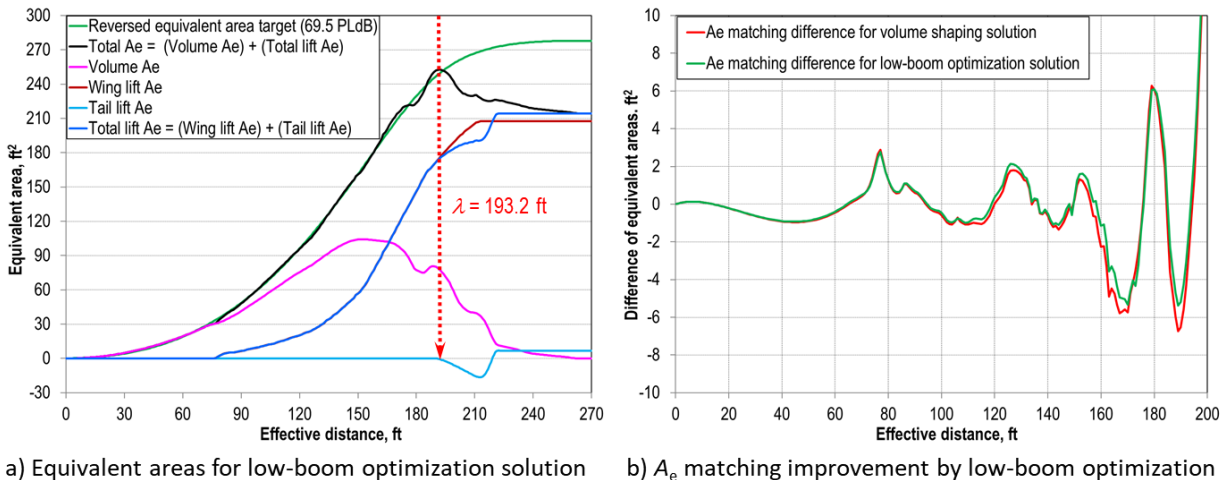 Reversed equivalent area target (69.5 PLdB)
Total Ae = (Volume Ae) + (Total lift Ae)
Volume Ae
Wing lift Ae
Tail lift Ae
Total lift Ae = (Wing lift Ae) + (Tail lift Ae)
300
270
240
210
180
150
120
90
60
30
0
-30
Equivalent area, ft²
λ = 193.2 ft
0 30 60 90 120 150 180 210 240 270
Effective distance, ft
a) Equivalent areas for low-boom optimization solution
Ae matching difference for volume shaping solution
Ae matching difference for low-boom optimization solution
10
8
6
4
2
0
-2
-4
-6
-8
-10
Difference of equivalent areas. ft²
0 20 40 60 80 100 120 140 160 180 200
Effective distance, ft
b) Aₑ matching improvement by low-boom optimization